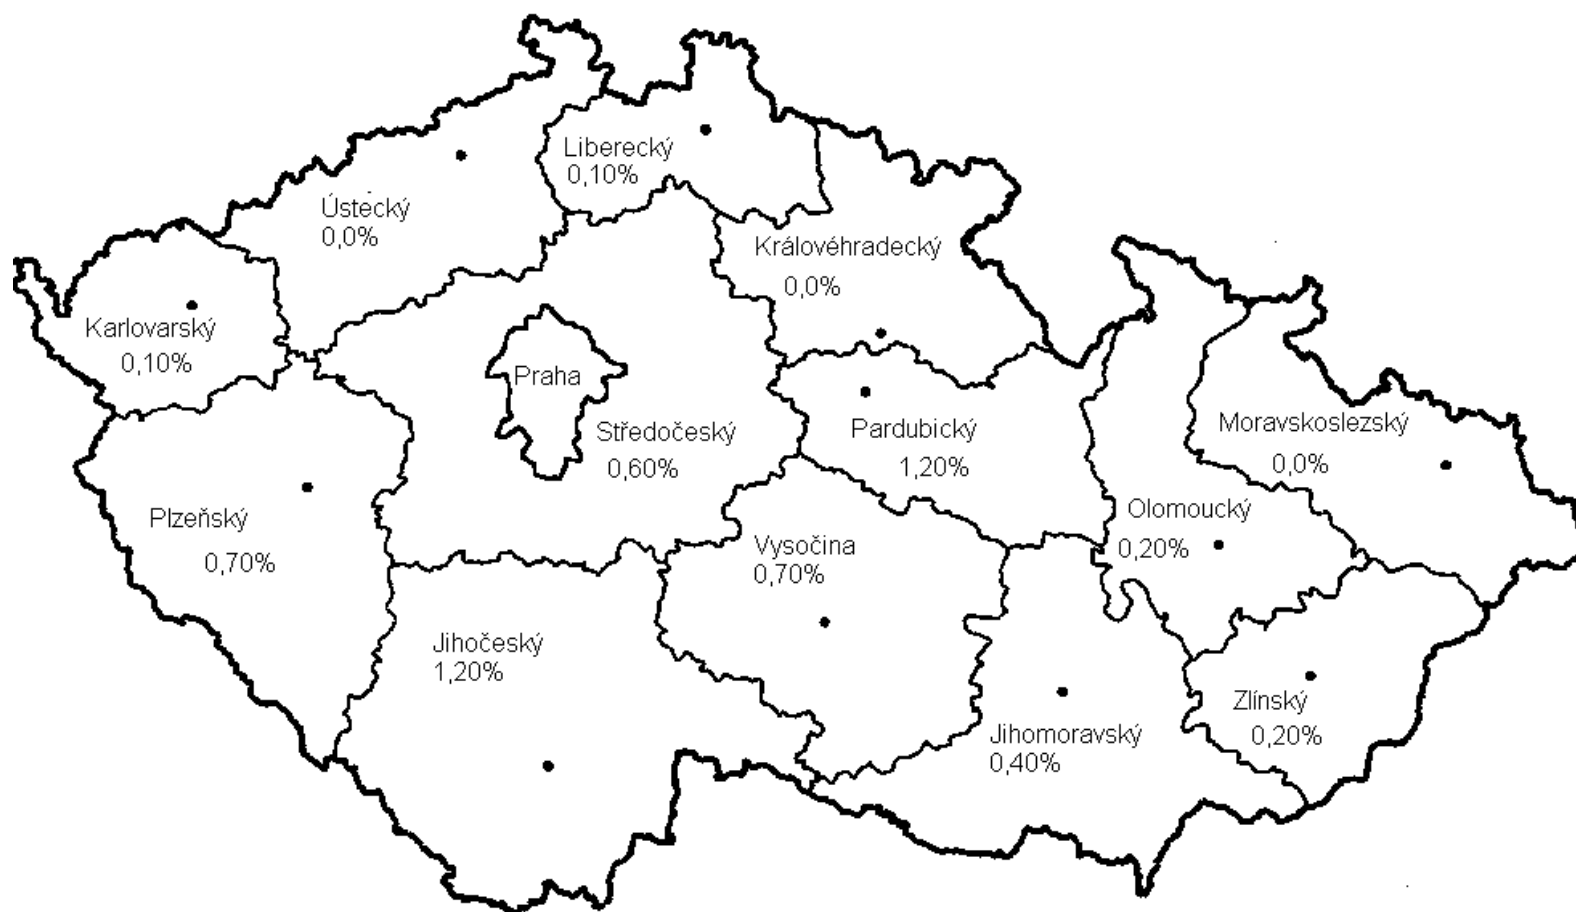 Liberecký
0,10%
Ústecký
0,0%
Královéhradecký
0,0%
Karlovarský
0,10%
Praha
Středočeský
0,60%
Pardubický
1,20%
Moravskoslezský
0,0%
Plzeňský
0,70%
Olomoucký
0,20%
Vysočina
0,70%
Jihočeský
1,20%
Zlínský
0,20%
Jihomoravský
0,40%